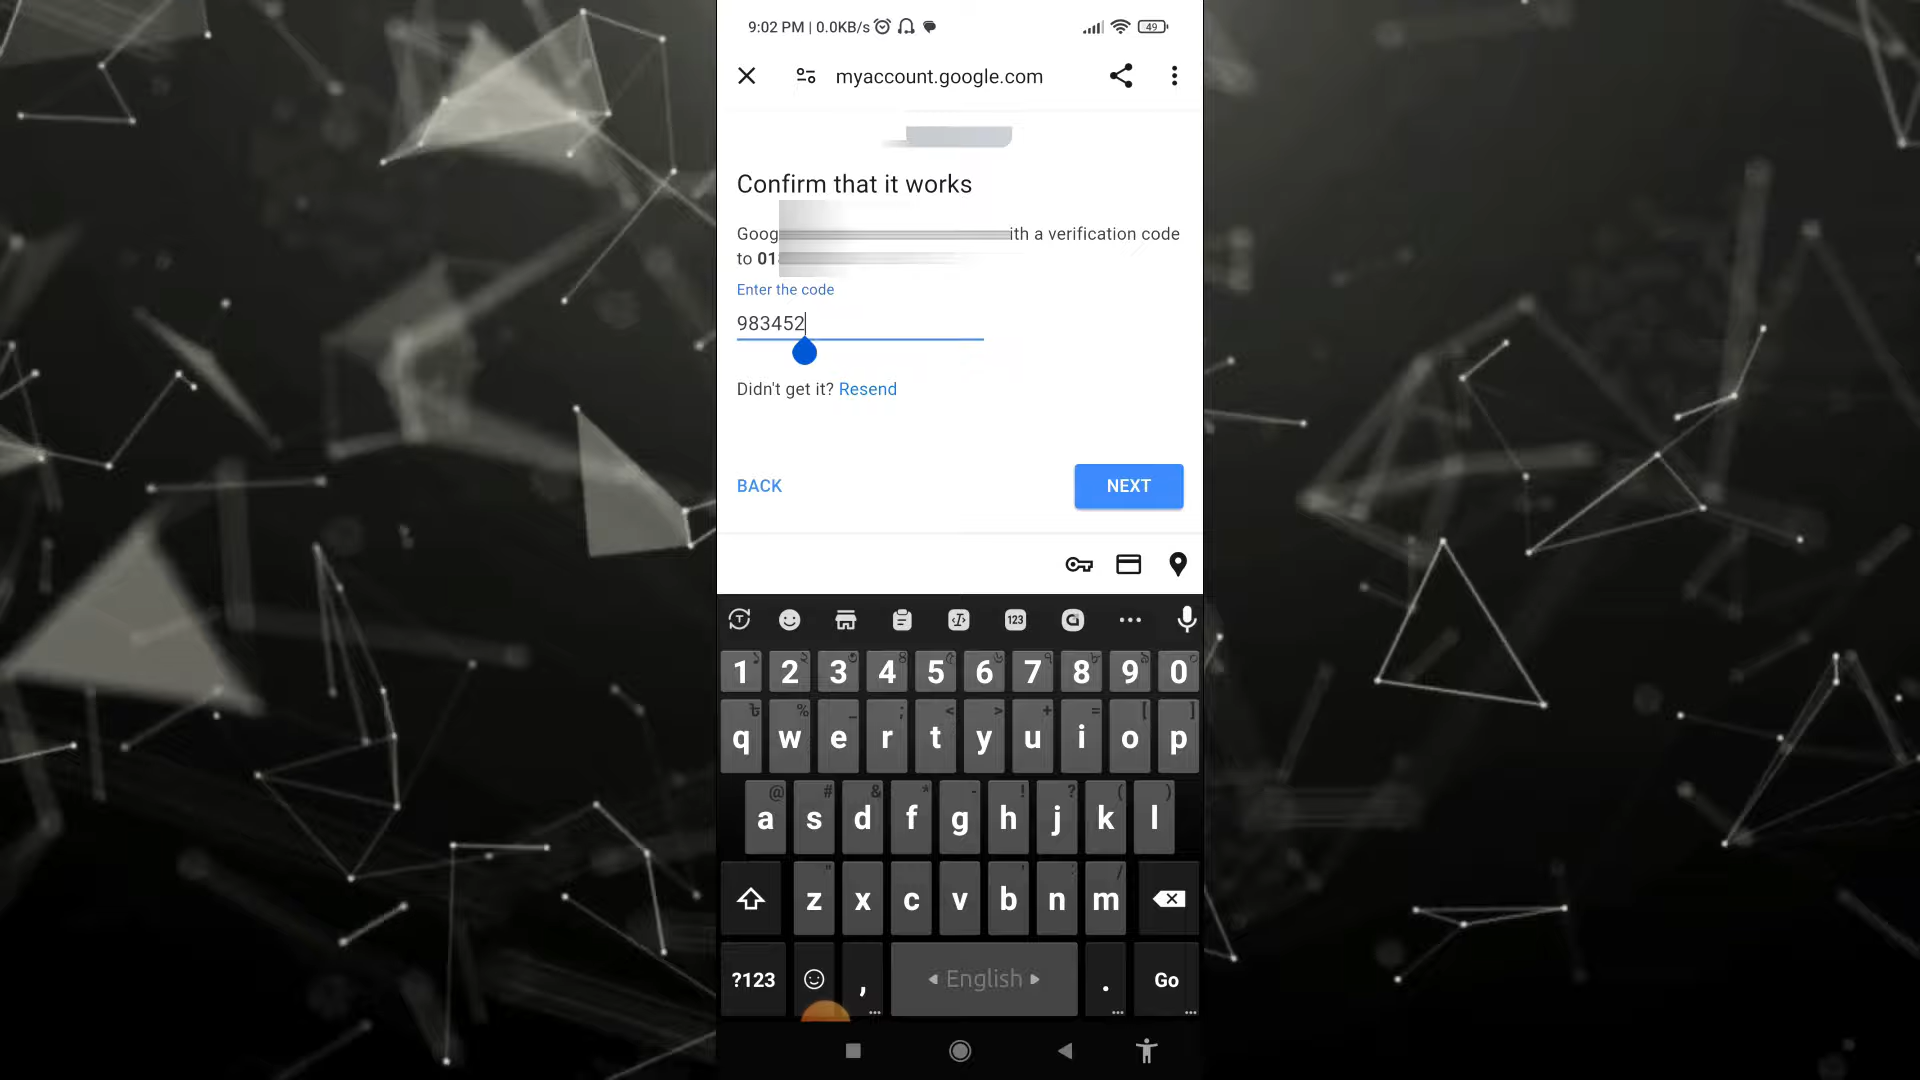 9:02 PM | 0.0KB/s
49
myaccount.google.com
Confirm that it works
Goog ith a verification code
to 01
Enter the code
983452
Didn't get it? Resend
BACK
NEXT
123
1 2 3 4 5 6 7 8 9 0
q w e r t y u i o p
a s d f g h j k l
z x c v b n m
?123 , English . Go